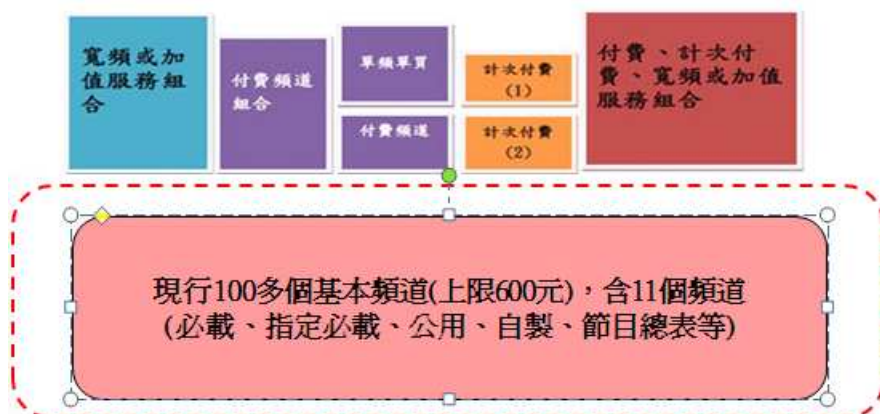 寬頻或加
值服務組
合
付費頻道
組合
單頻單買
付費頻道
計次付費
(1)
計次付費
(2)
付費、計次付
費、寬頻或加值
服務組合
現行100多個基本頻道(上限600元)，含11個頻道
(必載、指定必載、公用、自製、節目總表等)